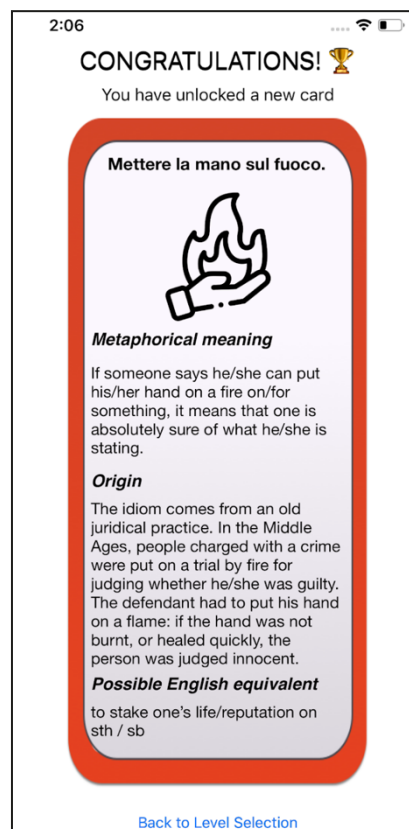 2:06
CONGRATULATIONS! 🏆
You have unlocked a new card
Mettere la mano sul fuoco.
Metaphorical meaning
If someone says he/she can put
his/her hand on a fire on/for
something, it means that one is
absolutely sure of what he/she is
stating.
Origin
The idiom comes from an old
juridical practice. In the Middle
Ages, people charged with a crime
were put on a trial by fire for
judging whether he/she was guilty.
The defendant had to put his hand
on a flame: if the hand was not
burnt, or healed quickly, the
person was judged innocent.
Possible English equivalent
to stake one's life/reputation on
sth / sb
Back to Level Selection